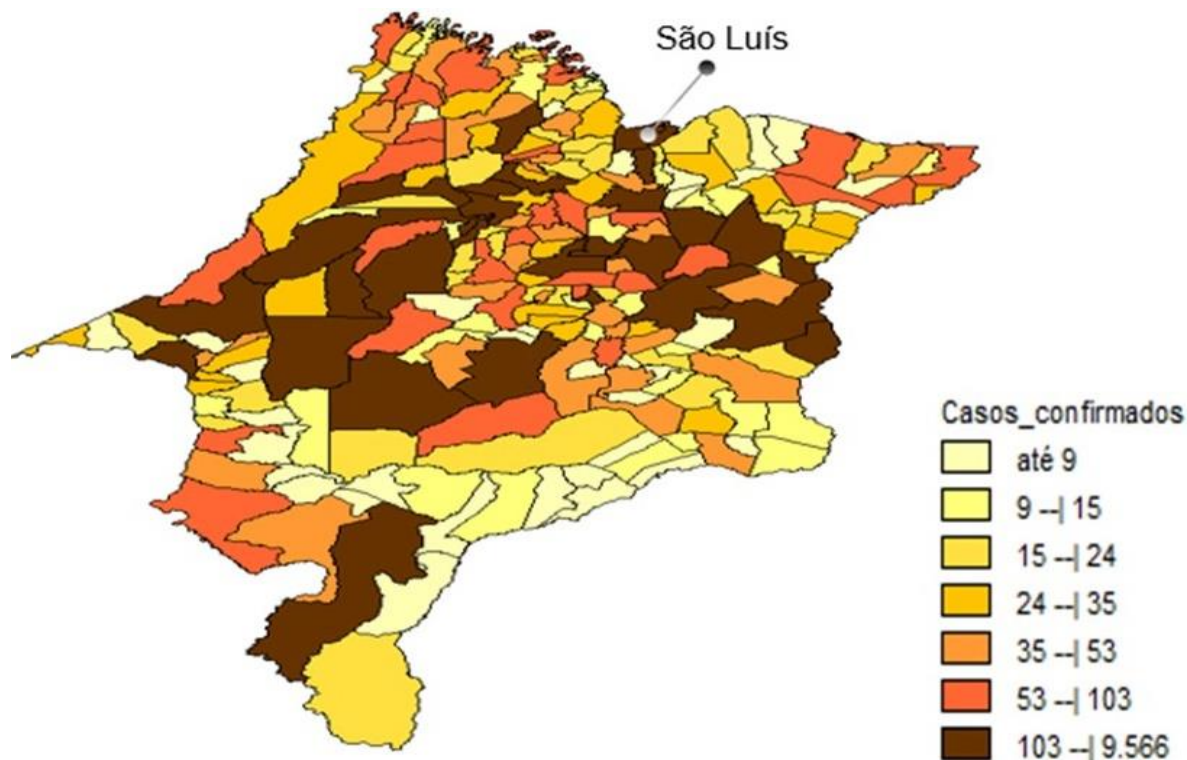 São Luís
Casos_confirmados
até 9
9 --| 15
15 --| 24
24 --| 35
35 --| 53
53 --| 103
103 --| 9.566